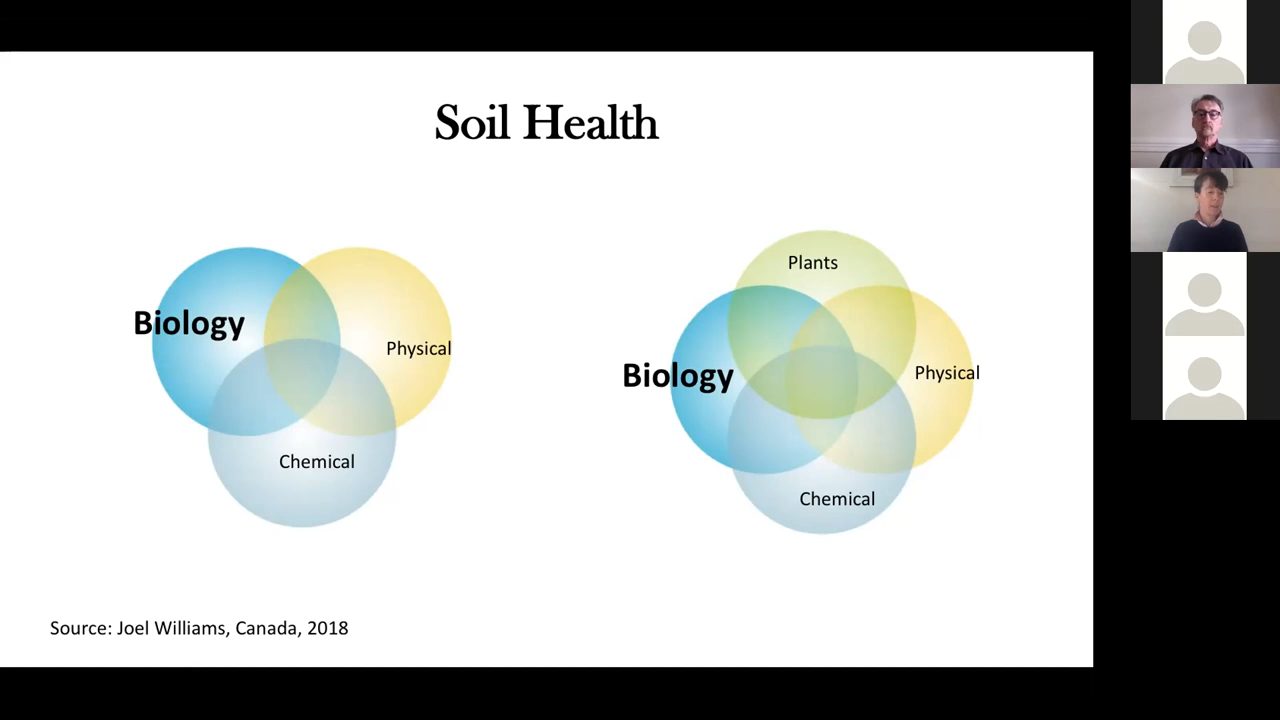 Soil Health
Biology
Physical
Chemical
Plants
Biology
Physical
Chemical
Source: Joel Williams, Canada, 2018